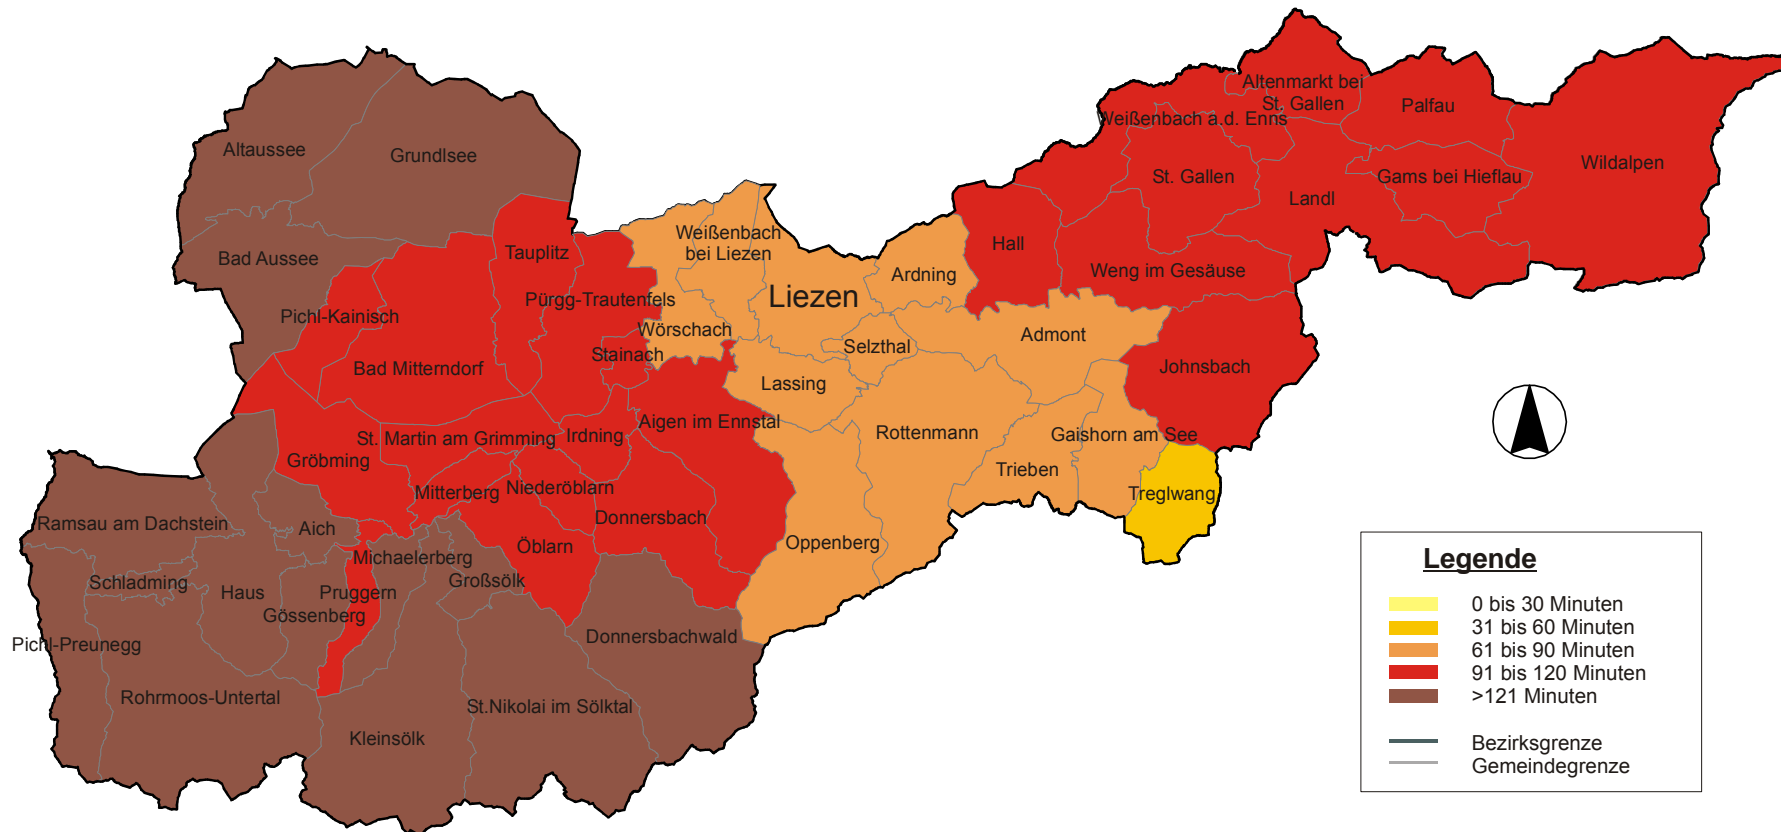 Altenmarkt bei
St. Gallen
Palfau
Weißenbach a.d. Enns
Altaussee
Grundlsee
Wildalpen
St. Gallen
Gams bei Hieflau
Landl
Weißenbach
bei Liezen
Tauplitz
Hall
Bad Aussee
Ardning
Weng im Gesäuse
Liezen
Pürgg-Trautenfels
Pichl-Kainisch
Wörschach
Admont
Selzthal
Stainach
Bad Mitterndorf
Johnsbach
Lassing
Aigen im Ennstal
Rottenmann
Gaishorn am See
St. Martin am Grimming
Irdning
Gröbming
Trieben
Niederöblarn
Mitterberg
Treglwang
Ramsau am Dachstein
Aich
Donnersbach
Öblarn
Oppenberg
Michaelerberg
Schladming
Großsölk
Haus
Pruggern
Gössenberg
Donnersbachwald
Pichl-Preunegg
Rohrmoos-Untertal
St.Nikolai im Sölktal
Kleinsölk
Legende
0 bis 30 Minuten
31 bis 60 Minuten
61 bis 90 Minuten
91 bis 120 Minuten
>121 Minuten
Bezirksgrenze
Gemeindegrenze